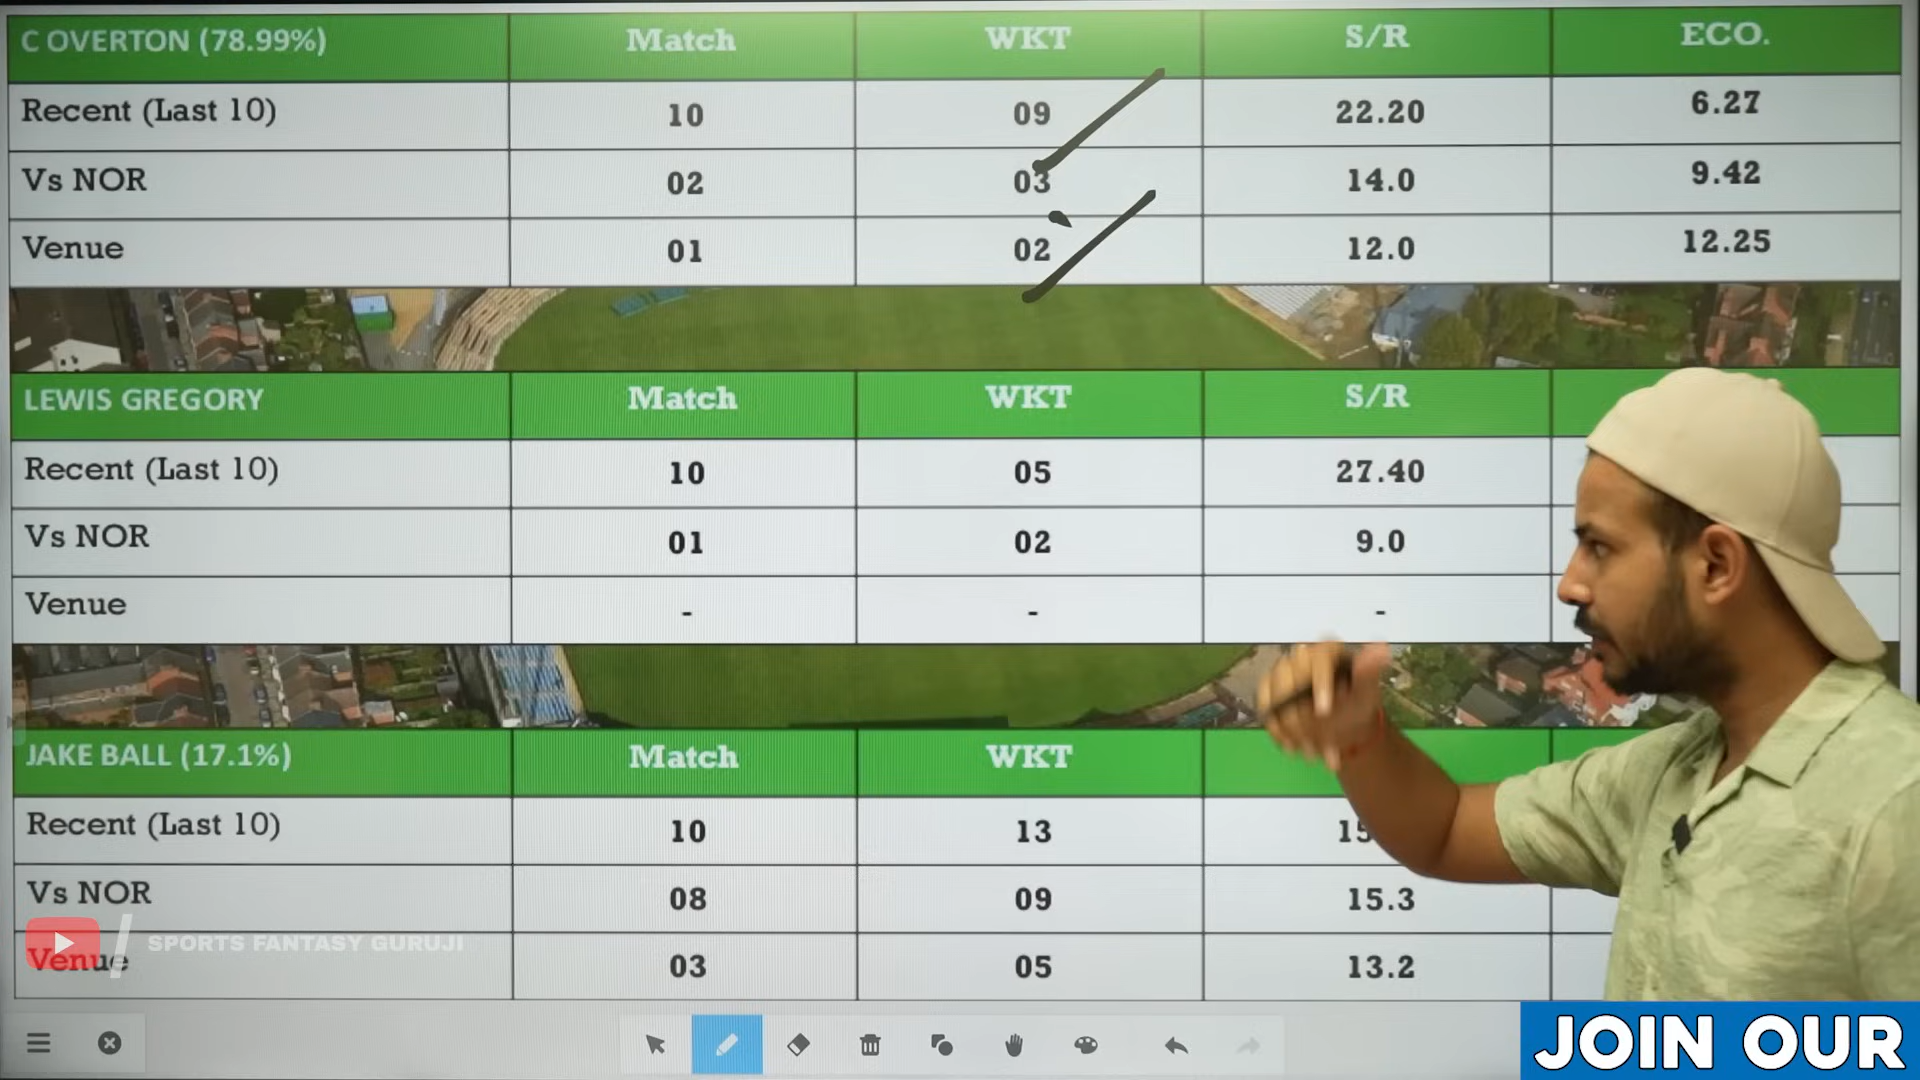 C OVERTON (78.99%) Match WKT S/R ECO.
Recent (Last 10) 10 09 22.20 6.27
Vs NOR 02 03 14.0 9.42
Venue 01 02 12.0 12.25
LEWIS GREGORY Match WKT S/R
Recent (Last 10) 10 05 27.40
Vs NOR 01 02 9.0
Venue - - -
JAKE BALL (17.1%) Match WKT
Recent (Last 10) 10 13 15
Vs NOR 08 09 15.3
SPORTS FANTASY GURUJI
Venue 03 05 13.2
JOIN OUR